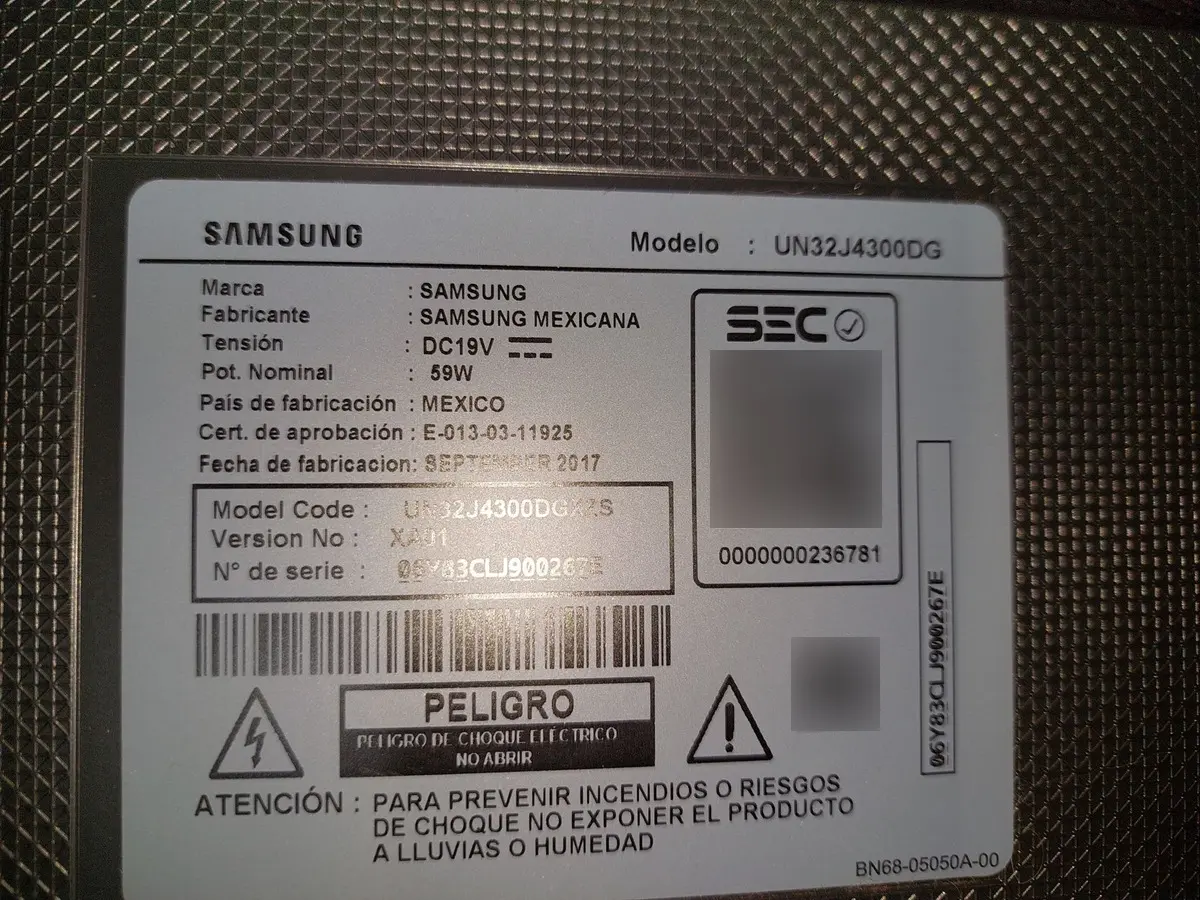 SAMSUNG
Modelo : UN32J4300DG
Marca : SAMSUNG
Fabricante : SAMSUNG MEXICANA
Tensión : DC19V
Pot. Nominal : 59W
País de fabricación : MEXICO
Cert. de aprobación : E-013-03-11925
Fecha de fabricacion: SEPTEMBER 2017
Model Code : UN32J4300DGXZS
Version No : XA01
N° de serie : 06Y83CLJ900267E
SEC
0000000236781
06Y83CLJ900267E
PELIGRO
PELIGRO DE CHOQUE ELÉCTRICO
NO ABRIR
ATENCIÓN : PARA PREVENIR INCENDIOS O RIESGOS
DE CHOQUE NO EXPONER EL PRODUCTO
A LLUVIAS O HUMEDAD
BN68-05050A-00